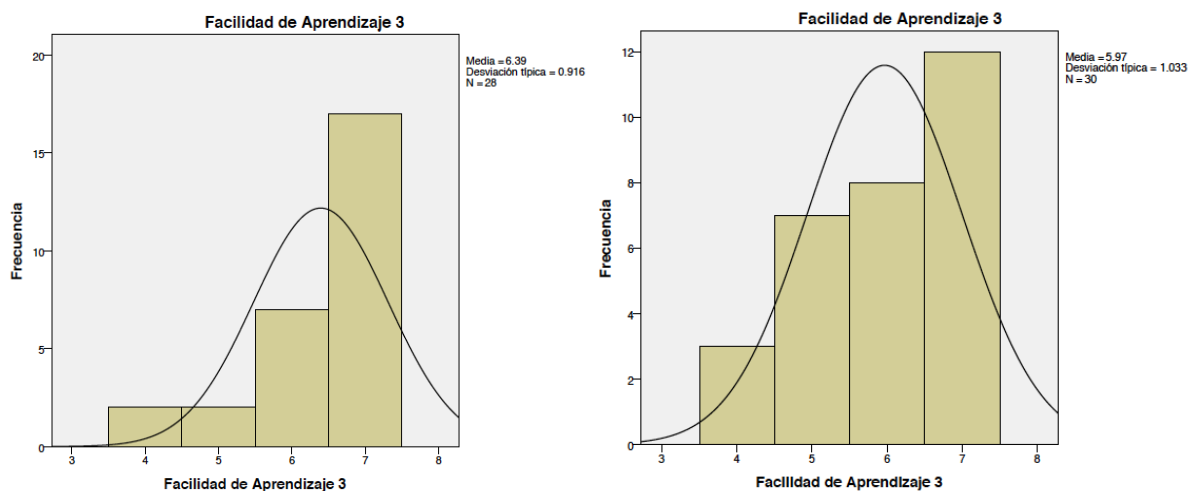 Facilidad de Aprendizaje 3
20
15
10
5
0
Frecuencia
3 4 5 6 7 8
Facilidad de Aprendizaje 3
Media =6.39
Desviación típica =0.916
N =28
Facilidad de Aprendizaje 3
12
10
8
6
4
2
0
Frecuencia
3 4 5 6 7 8
Facilidad de Aprendizaje 3
Media =5.97
Desviación típica =1.033
N =30